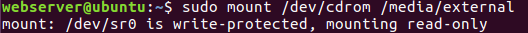 webserver@ubuntu:~$ sudo mount /dev/cdrom /media/external
mount: /dev/sr0 is write-protected, mounting read-only